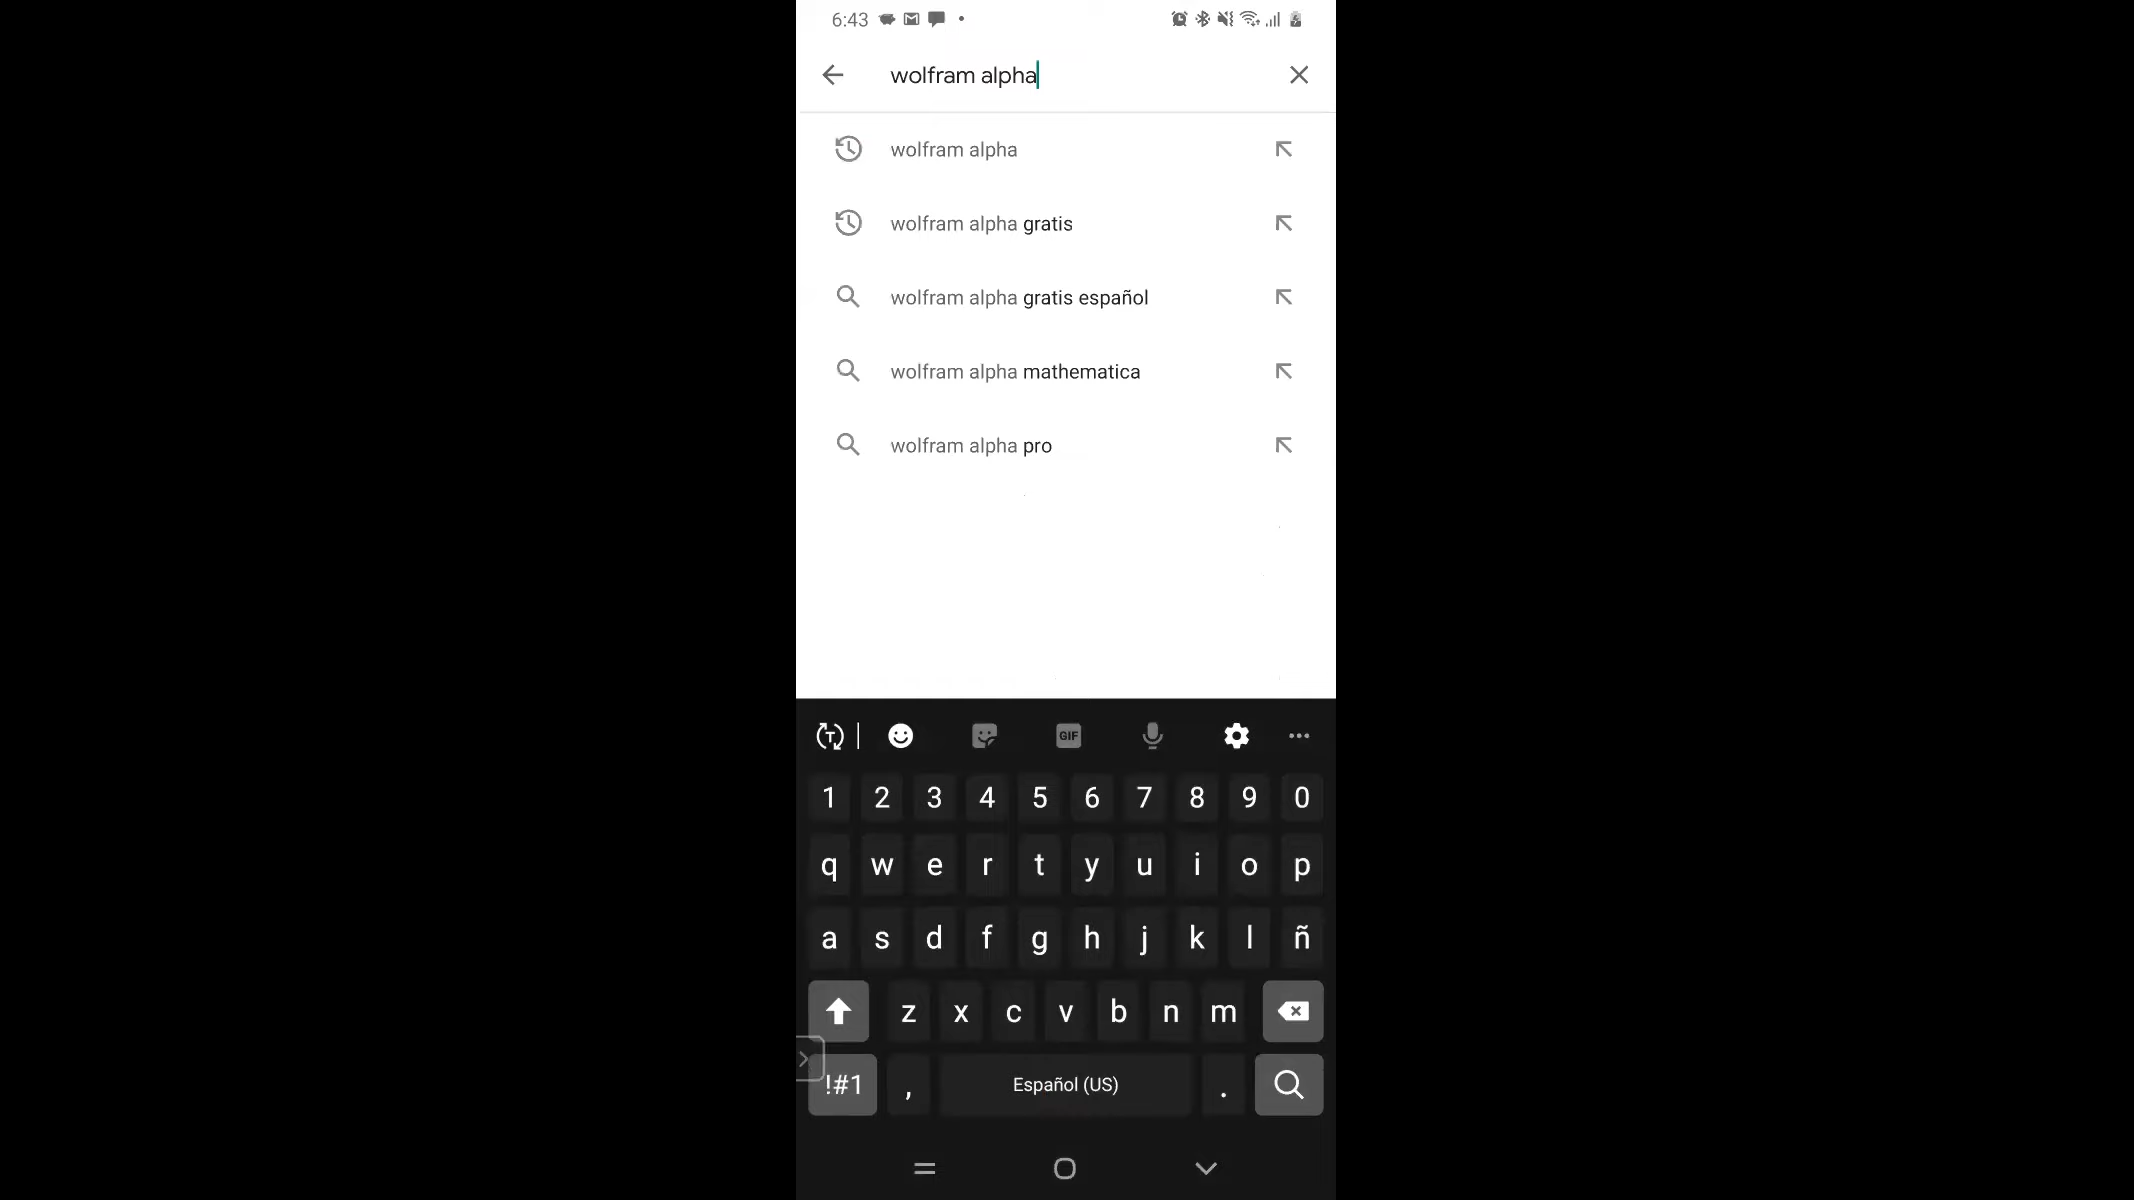 6:43
wolfram alpha
wolfram alpha
wolfram alpha gratis
wolfram alpha gratis español
wolfram alpha mathematica
wolfram alpha pro
GIF
1 2 3 4 5 6 7 8 9 0
q w e r t y u i o p
a s d f g h j k l ñ
z x c v b n m
!#1 , Español (US) .